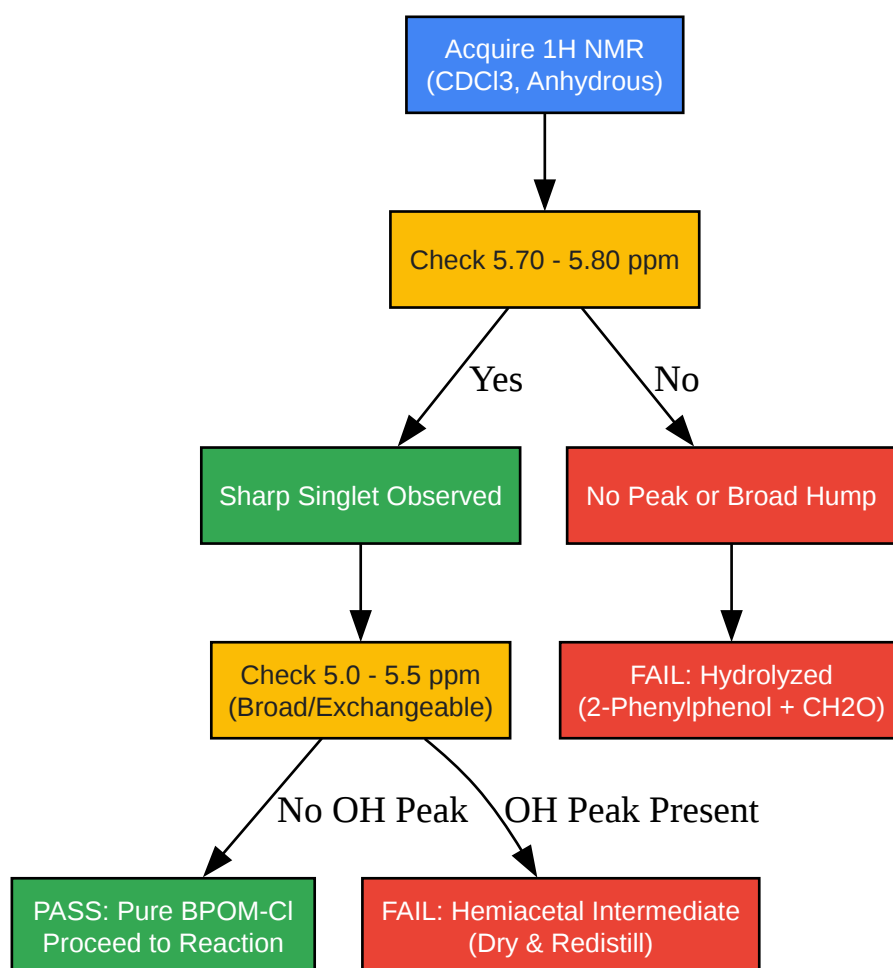 Acquire 1H NMR
(CDCl3, Anhydrous)
Check 5.70 - 5.80 ppm
Yes
No
Sharp Singlet Observed
No Peak or Broad Hump
Check 5.0 - 5.5 ppm
(Broad/Exchangeable)
FAIL: Hydrolyzed
(2-Phenylphenol + CH2O)
No OH Peak
OH Peak Present
PASS: Pure BPOM-Cl
Proceed to Reaction
FAIL: Hemiacetal Intermediate
(Dry & Redistill)